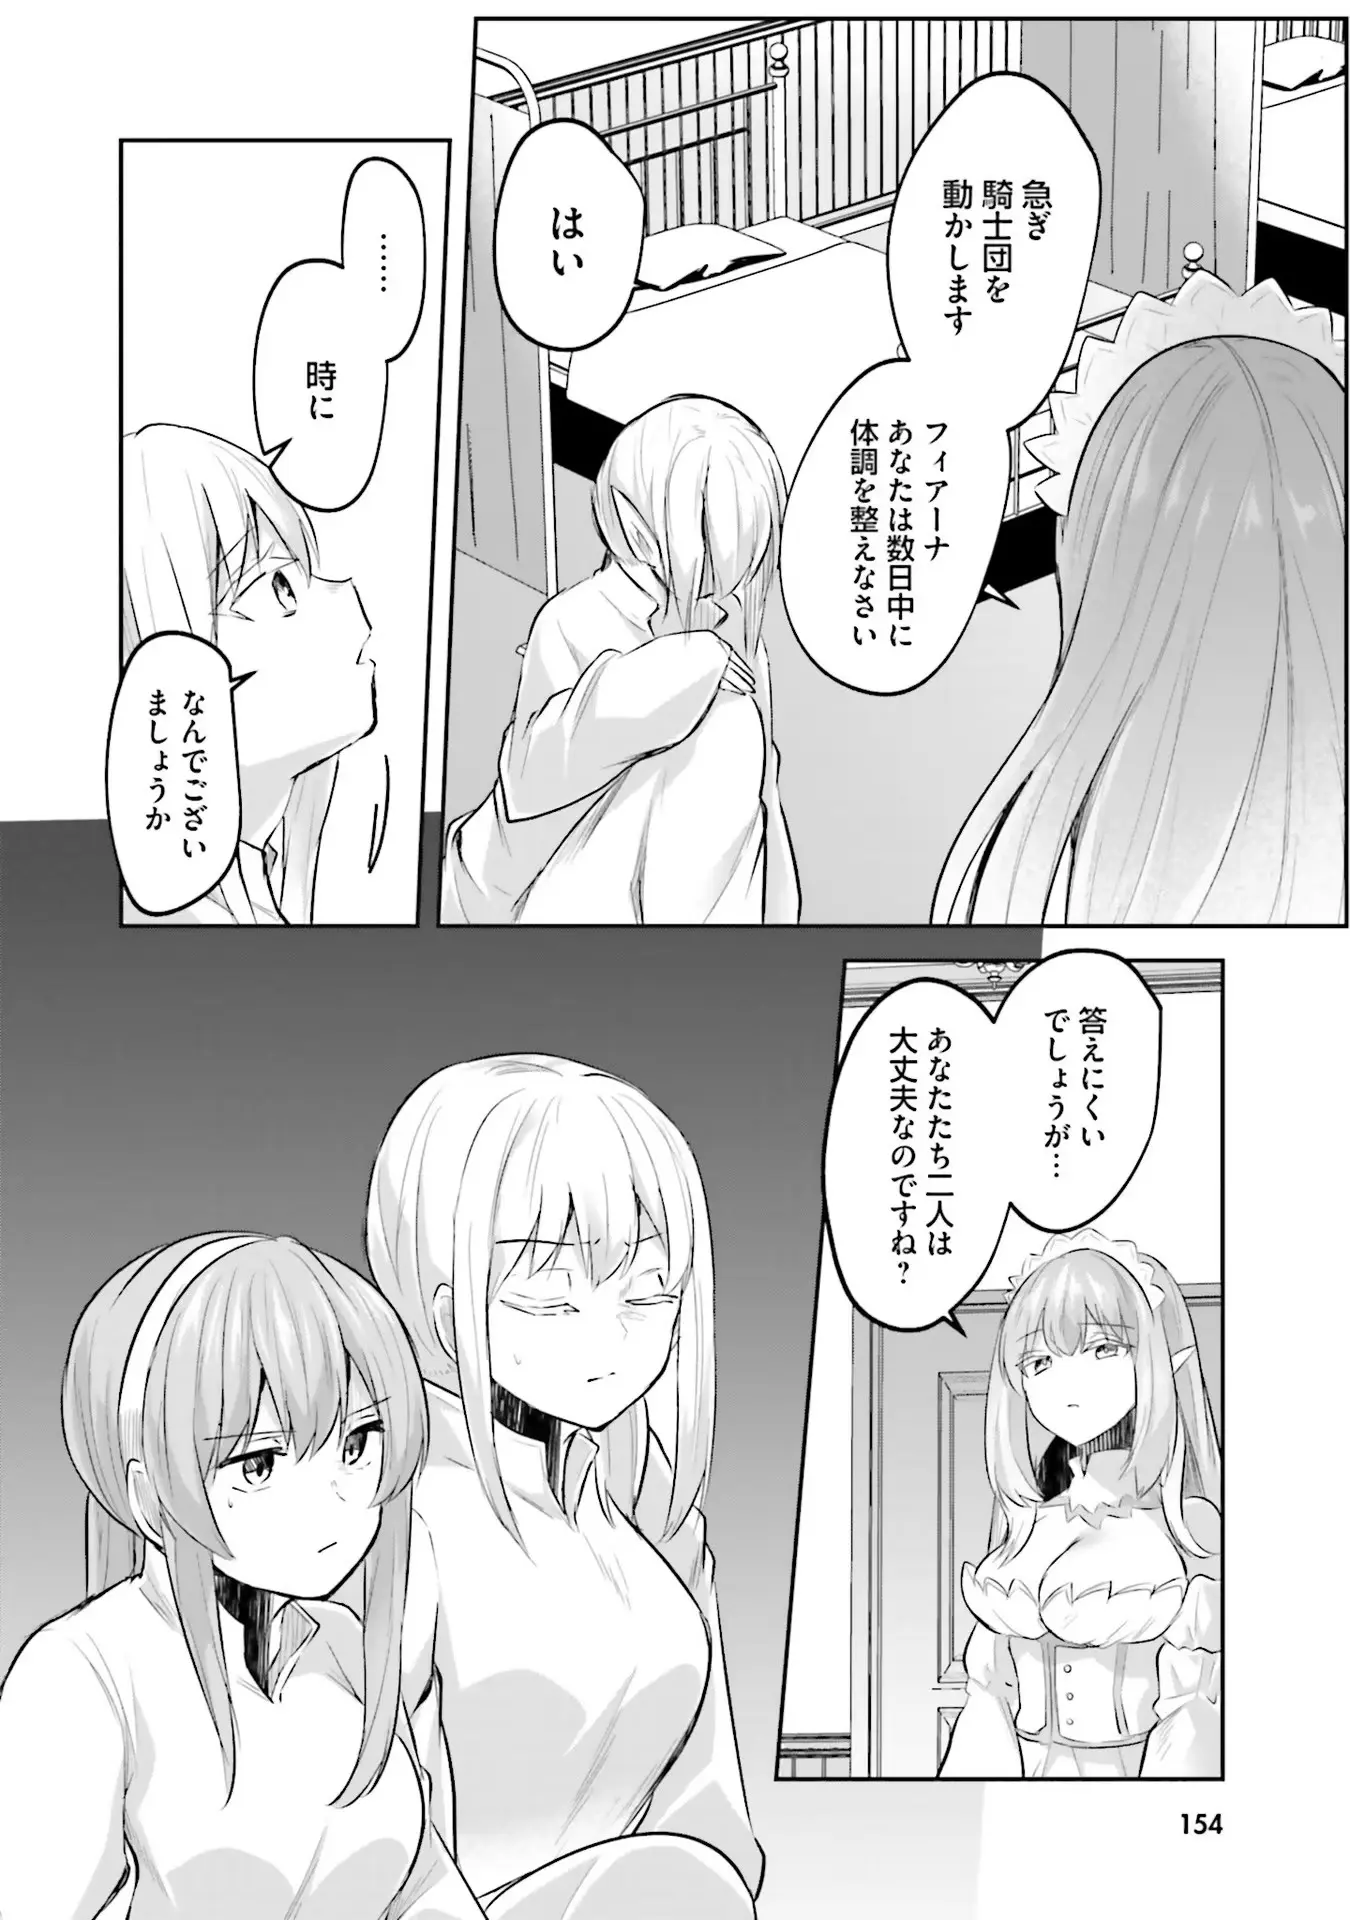 急ぎ
騎士団を
動かします
フィアーナ
あなたは数日中に
体調を整えなさい
はい
……
時に
なんでござい
ましょうか
答えにくい
でしょうが…
あなたたち二人は
大丈夫なのですね?
154